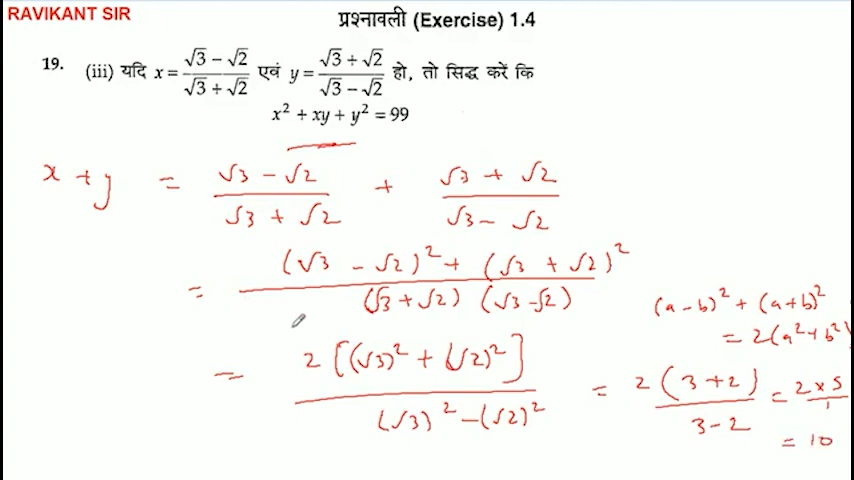 RAVIKANT SIR
प्रश्नावली (Exercise) 1.4
19. (iii) यदि x = (√3 − √2)/(√3 + √2) एवं y = (√3 + √2)/(√3 − √2) हो, तो सिद्ध करें कि
x² + xy + y² = 99
x + y = (√3 − √2)/(√3 + √2) + (√3 + √2)/(√3 − √2)
= ((√3 − √2)² + (√3 + √2)²)/((√3 + √2) (√3 − √2))
(a − b)² + (a + b)²
= 2(a² + b²)
= 2[(√3)² + (√2)²]/((√3)² − (√2)²) = 2(3 + 2)/(3 − 2) = (2 × 5)/1
= 10